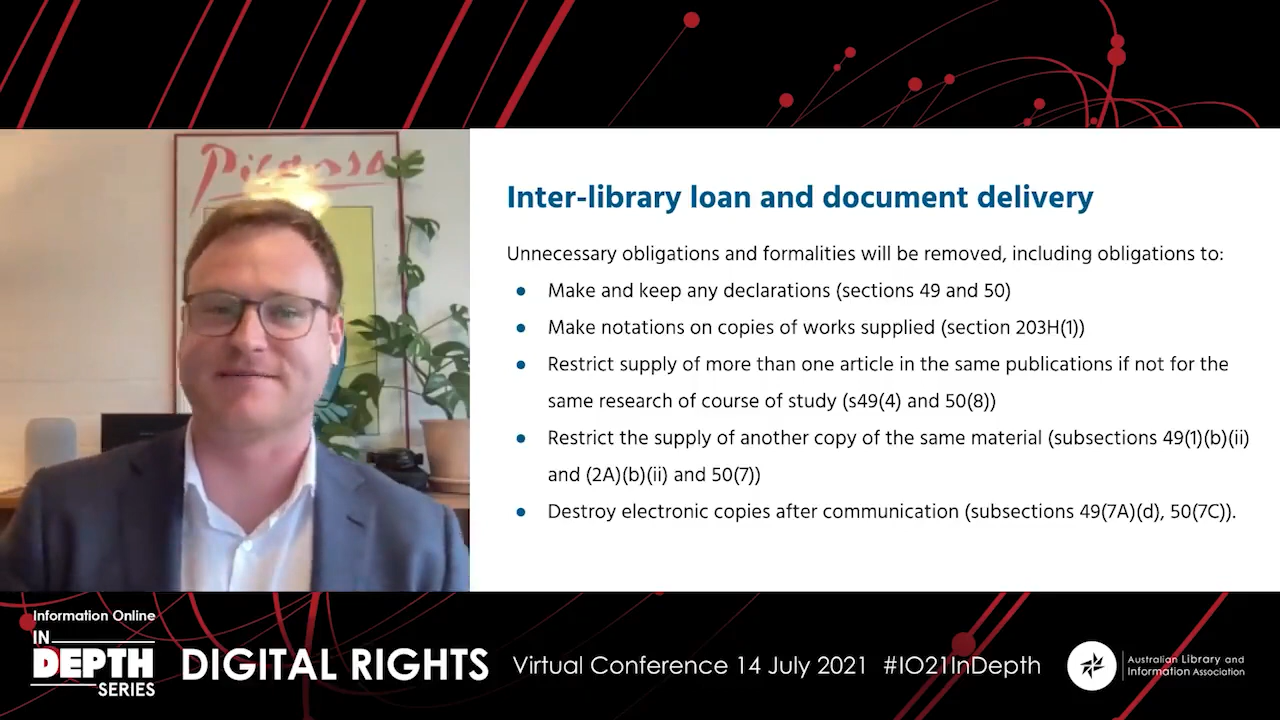 Picasso
Inter-library loan and document delivery
Unnecessary obligations and formalities will be removed, including obligations to:
Make and keep any declarations (sections 49 and 50)
Make notations on copies of works supplied (section 203H(1))
Restrict supply of more than one article in the same publications if not for the
same research of course of study (s49(4) and 50(8))
Restrict the supply of another copy of the same material (subsections 49(1)(b)(ii)
and (2A)(b)(ii) and 50(7))
Destroy electronic copies after communication (subsections 49(7A)(d), 50(7C)).
Information Online
IN
DEPTH
SERIES
DIGITAL RIGHTS
Virtual Conference 14 July 2021 #IO21InDepth
Australian Library and
Information Association